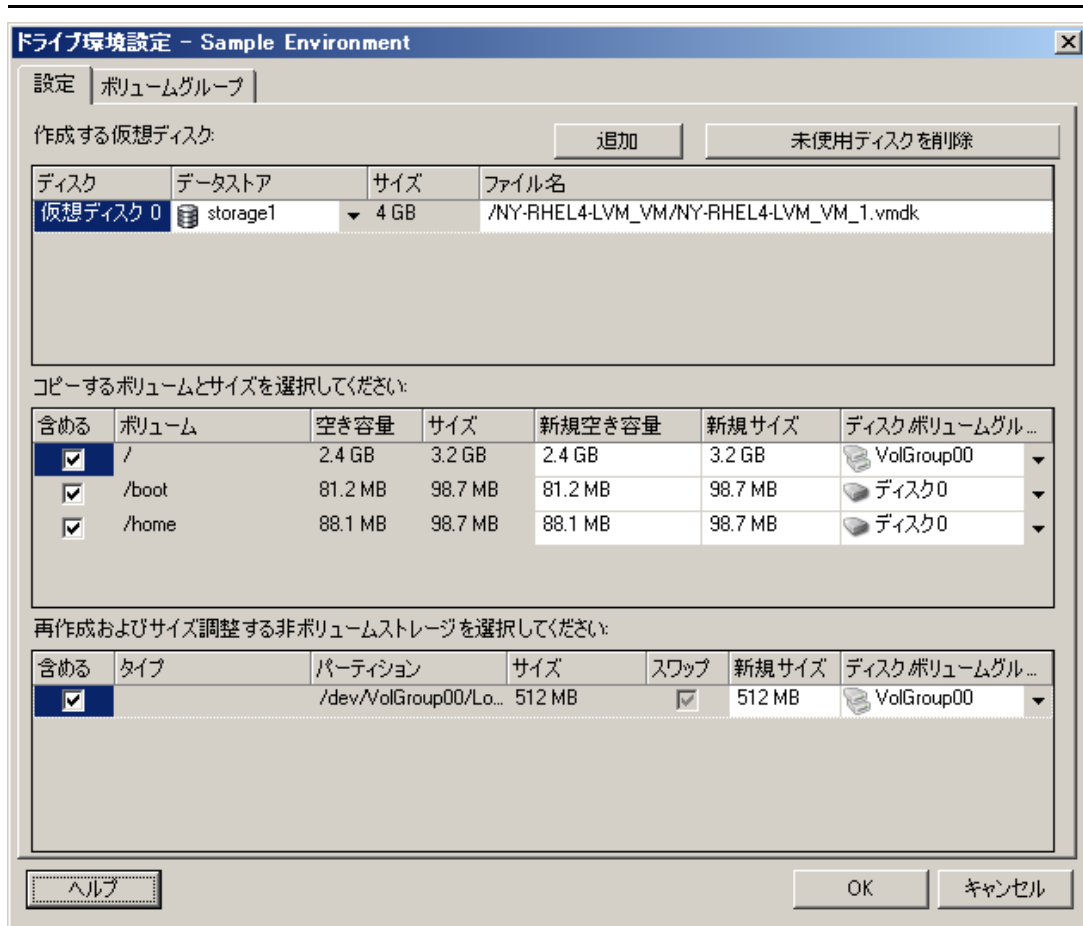 ドライブ環境設定 - Sample Environment
設定 ボリュームグループ
作成する仮想ディスク: 追加 未使用ディスクを削除
ディスク データストア サイズ ファイル名
仮想ディスク 0 storage1 4 GB /NY-RHEL4-LVM_VM/NY-RHEL4-LVM_VM_1.vmdk
コピーするボリュームとサイズを選択してください:
含める ボリューム 空き容量 サイズ 新規空き容量 新規サイズ ディスク/ボリュームグル...
/ 2.4 GB 3.2 GB 2.4 GB 3.2 GB VolGroup00
/boot 81.2 MB 98.7 MB 81.2 MB 98.7 MB ディスク0
/home 88.1 MB 98.7 MB 88.1 MB 98.7 MB ディスク0
再作成およびサイズ調整する非ボリュームストレージを選択してください:
含める タイプ パーティション サイズ スワップ 新規サイズ ディスク/ボリュームグル...
/dev/VolGroup00/Lo... 512 MB 512 MB VolGroup00
ヘルプ OK キャンセル